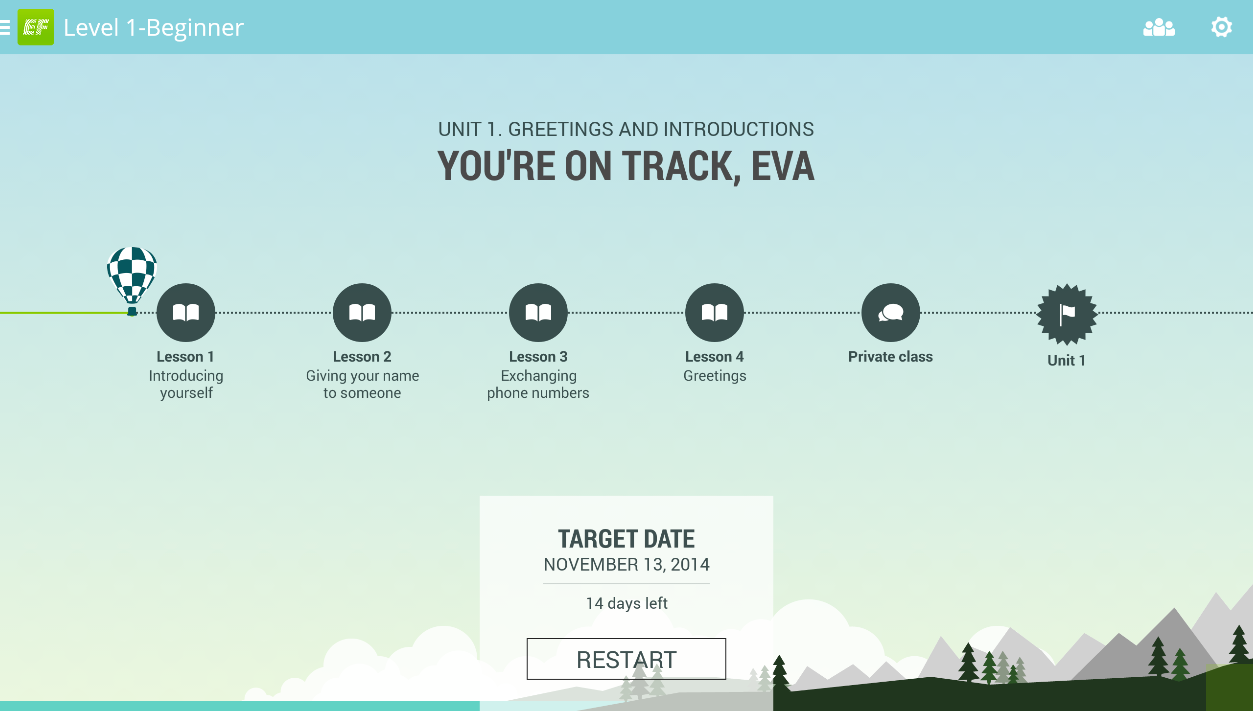 Level 1-Beginner
UNIT 1. GREETINGS AND INTRODUCTIONS
YOU'RE ON TRACK, EVA
Lesson 1
Introducing
yourself
Lesson 2
Giving your name
to someone
Lesson 3
Exchanging
phone numbers
Lesson 4
Greetings
Private class
Unit 1
TARGET DATE
NOVEMBER 13, 2014
14 days left
RESTART